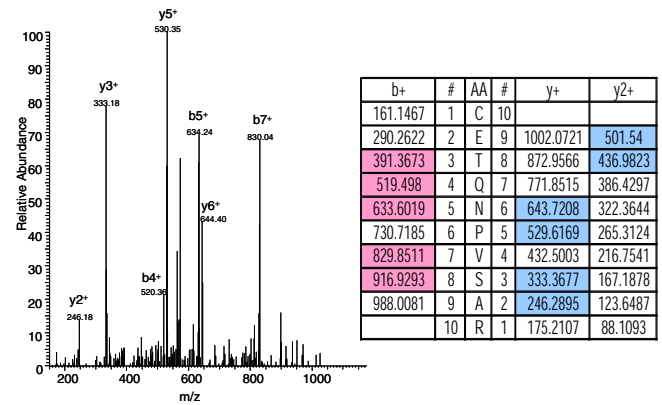 y5+
530.35
y3+
333.18
b5+
634.24
b7+
830.04
y6+
644.40
b4+
520.36
y2+
246.18
100
90
80
70
60
50
40
30
20
10
0
Relative Abundance
200 400 600 800 1000
m/z
b+ # AA # y+ y2+
161.1467 1 C 10
290.2622 2 E 9 1002.0721 501.54
391.3673 3 T 8 872.9566 436.9823
519.498 4 Q 7 771.8515 386.4297
633.6019 5 N 6 643.7208 322.3644
730.7185 6 P 5 529.6169 265.3124
829.8511 7 V 4 432.5003 216.7541
916.9293 8 S 3 333.3677 167.1878
988.0081 9 A 2 246.2895 123.6487
10 R 1 175.2107 88.1093